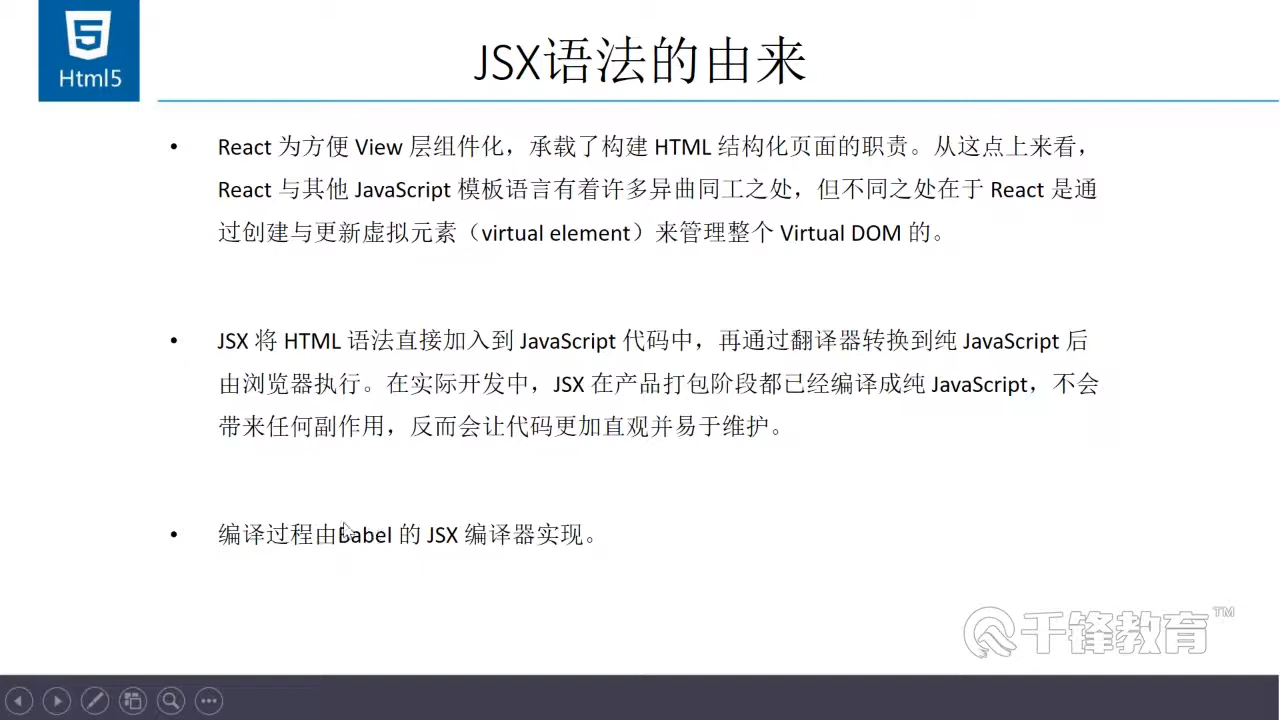 Html5
JSX语法的由来
• React 为方便 View 层组件化，承载了构建 HTML 结构化页面的职责。从这点上来看，
React 与其他 JavaScript 模板语言有着许多异曲同工之处，但不同之处在于 React 是通
过创建与更新虚拟元素（virtual element）来管理整个 Virtual DOM 的。
• JSX 将 HTML 语法直接加入到 JavaScript 代码中，再通过翻译器转换到纯 JavaScript 后
由浏览器执行。在实际开发中，JSX 在产品打包阶段都已经编译成纯 JavaScript，不会
带来任何副作用，反而会让代码更加直观并易于维护。
• 编译过程由Babel 的 JSX 编译器实现。
千锋教育™